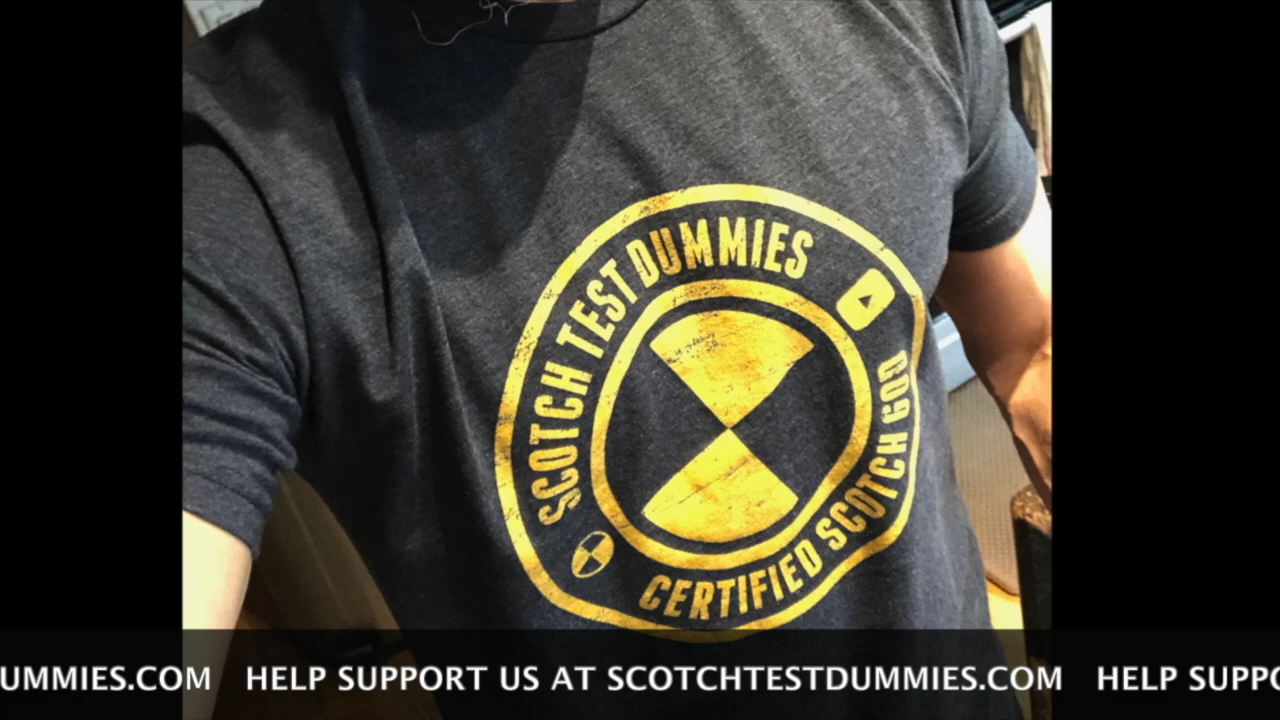 SCOTCH TEST DUMMIES
CERTIFIED SCOTCH GOD
UMMIES.COM HELP SUPPORT US AT SCOTCHTESTDUMMIES.COM HELP SUPPO